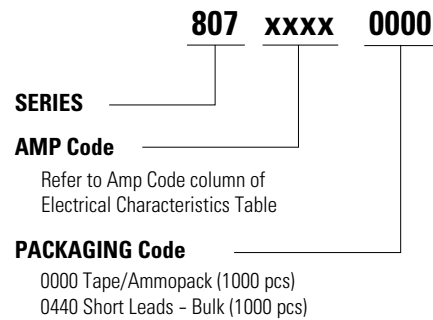 807 xxxx 0000
SERIES
AMP Code
Refer to Amp Code column of
Electrical Characteristics Table
PACKAGING Code
0000 Tape/Ammopack (1000 pcs)
0440 Short Leads – Bulk (1000 pcs)